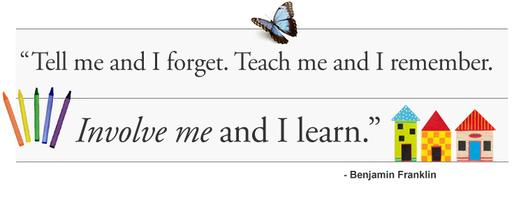 “Tell me and I forget. Teach me and I remember.
Involve me and I learn.”
- Benjamin Franklin